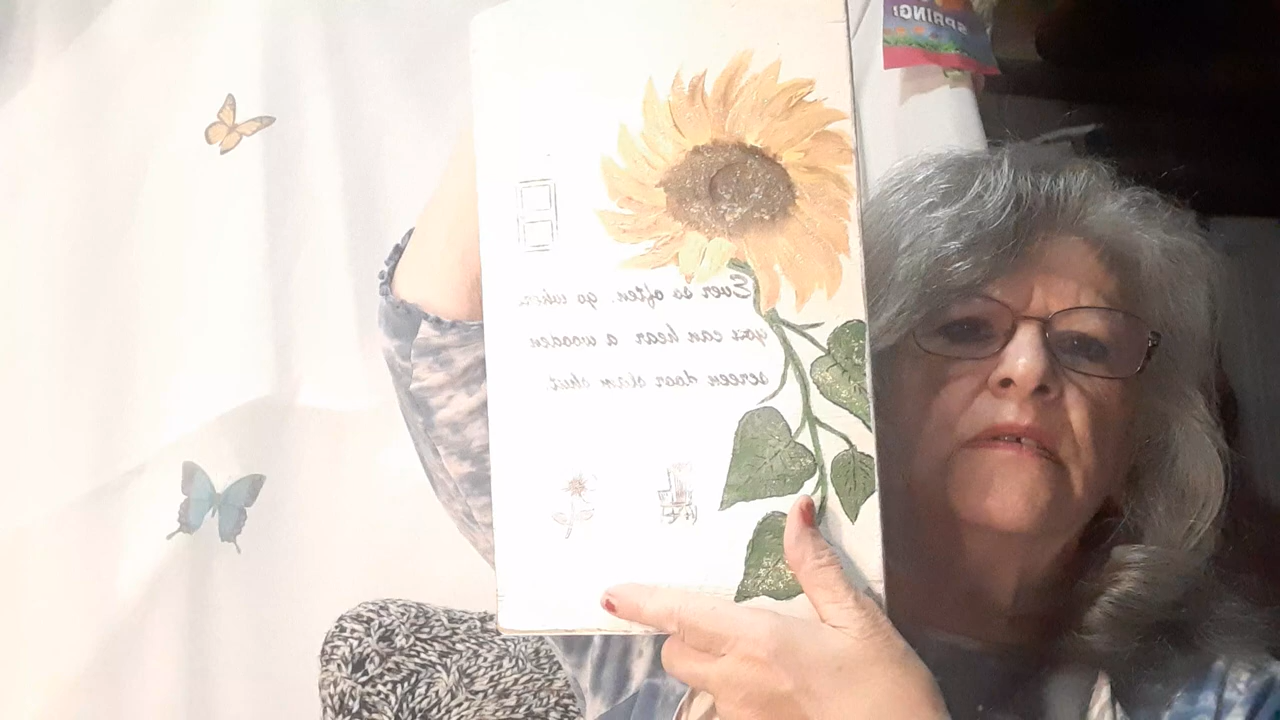 SPRING!
Ever so often, go where
you can hear a wooden
screen door slam shut.